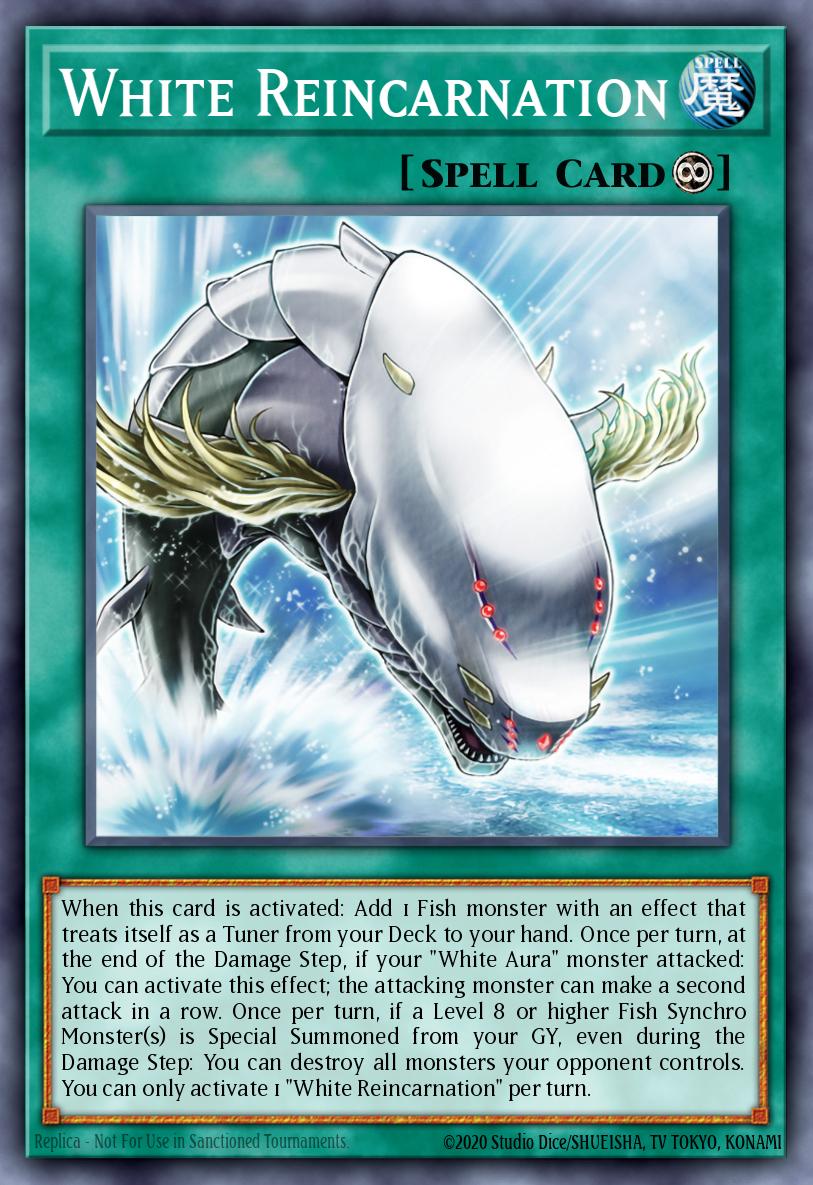 White Reincarnation
SPELL
魔
[Spell Card]
When this card is activated: Add 1 Fish monster with an effect that
treats itself as a Tuner from your Deck to your hand. Once per turn, at
the end of the Damage Step, if your "White Aura" monster attacked:
You can activate this effect; the attacking monster can make a second
attack in a row. Once per turn, if a Level 8 or higher Fish Synchro
Monster(s) is Special Summoned from your GY, even during the
Damage Step: You can destroy all monsters your opponent controls.
You can only activate 1 "White Reincarnation" per turn.
Replica - Not For Use in Sanctioned Tournaments.
©2020 Studio Dice/SHUEISHA, TV TOKYO, KONAMI